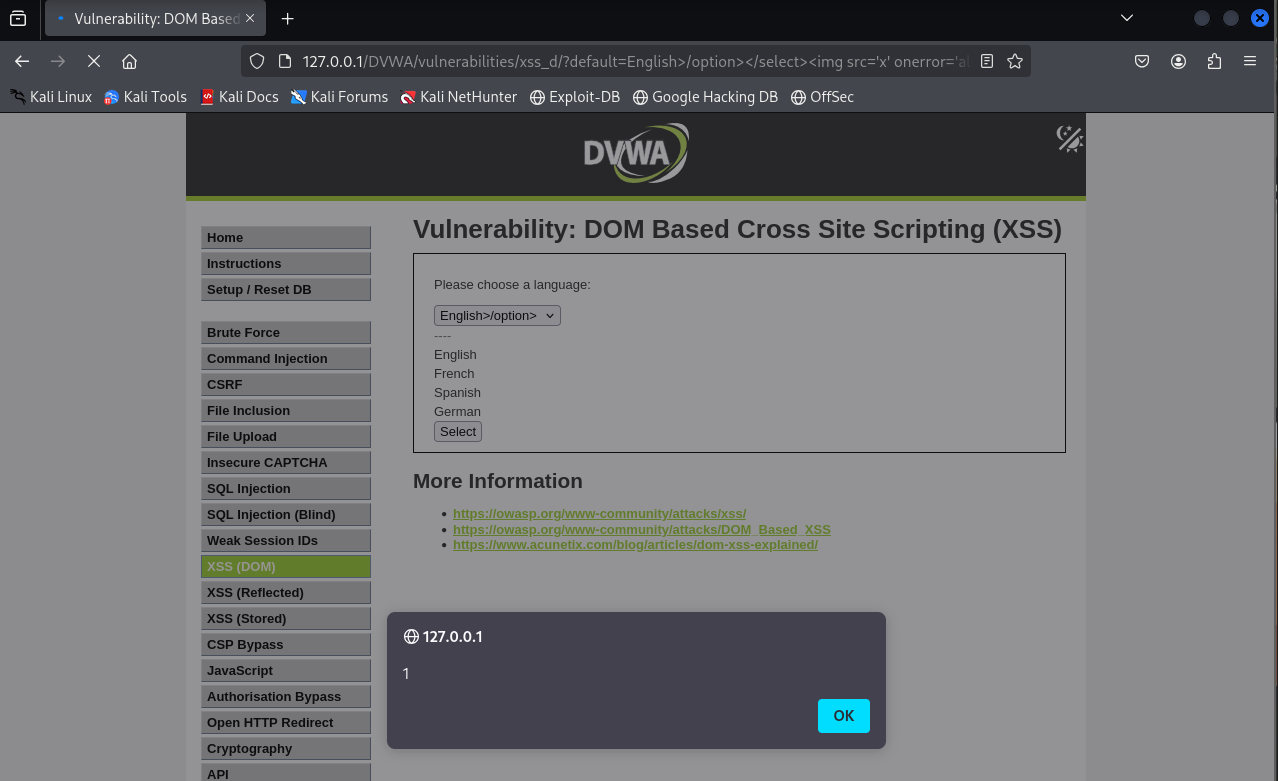 Vulnerability: DOM Based
127.0.0.1/DVWA/vulnerabilities/xss_d/?default=English>/option></select><img src='x' onerror='al
Kali Linux Kali Tools Kali Docs Kali Forums Kali NetHunter Exploit-DB Google Hacking DB OffSec
DVWA
Home
Instructions
Setup / Reset DB
Brute Force
Command Injection
CSRF
File Inclusion
File Upload
Insecure CAPTCHA
SQL Injection
SQL Injection (Blind)
Weak Session IDs
XSS (DOM)
XSS (Reflected)
XSS (Stored)
CSP Bypass
JavaScript
Authorisation Bypass
Open HTTP Redirect
Cryptography
API
Vulnerability: DOM Based Cross Site Scripting (XSS)
Please choose a language:
English>/option>
----
English
French
Spanish
German
Select
More Information
https://owasp.org/www-community/attacks/xss/
https://owasp.org/www-community/attacks/DOM_Based_XSS
https://www.acunetix.com/blog/articles/dom-xss-explained/
127.0.0.1
1
OK